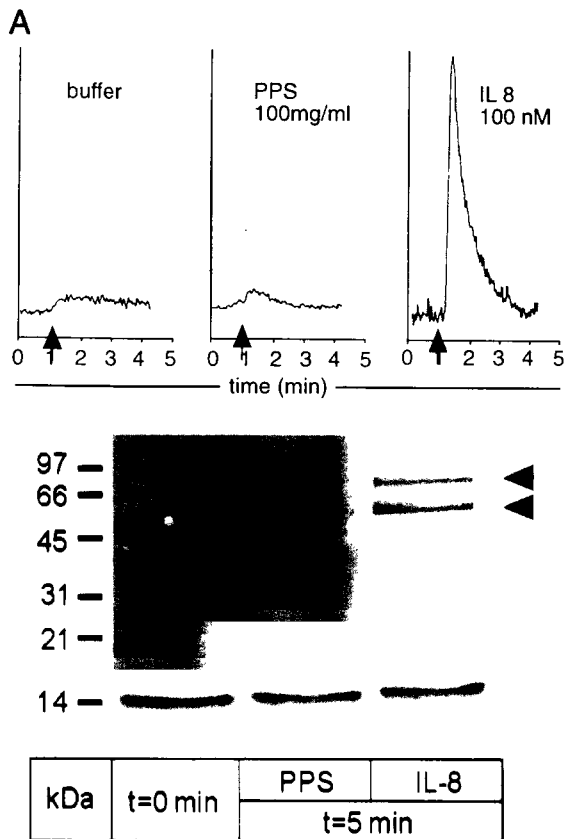 A
buffer
PPS
100mg/ml
IL 8
100 nM
0 1 2 3 4 5
0 1 2 3 4 5
0 1 2 3 4 5
time (min)
97
66
45
31
21
14
kDa
t=0 min
PPS
IL-8
t=5 min